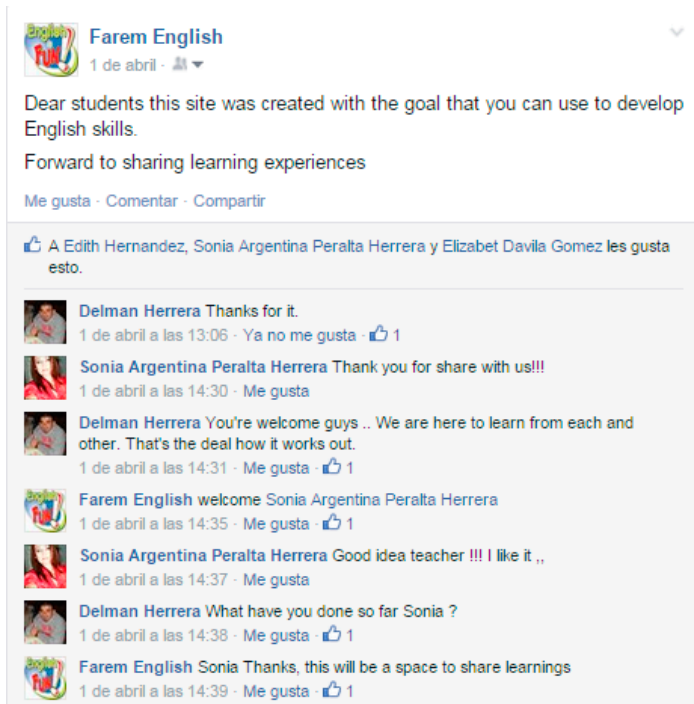 English
FUN!
Farem English
1 de abril ·
Dear students this site was created with the goal that you can use to develop
English skills.
Forward to sharing learning experiences
Me gusta · Comentar · Compartir
A Edith Hernandez, Sonia Argentina Peralta Herrera y Elizabet Davila Gomez les gusta
esto.
Delman Herrera Thanks for it.
1 de abril a las 13:06 · Ya no me gusta · 1
Sonia Argentina Peralta Herrera Thank you for share with us!!!
1 de abril a las 14:30 · Me gusta
Delman Herrera You're welcome guys .. We are here to learn from each and
other. That's the deal how it works out.
1 de abril a las 14:31 · Me gusta · 1
English
FUN!
Farem English welcome Sonia Argentina Peralta Herrera
1 de abril a las 14:35 · Me gusta · 1
Sonia Argentina Peralta Herrera Good idea teacher !!! I like it ,,
1 de abril a las 14:37 · Me gusta
Delman Herrera What have you done so far Sonia ?
1 de abril a las 14:38 · Me gusta · 1
English
FUN!
Farem English Sonia Thanks, this will be a space to share learnings
1 de abril a las 14:39 · Me gusta · 1